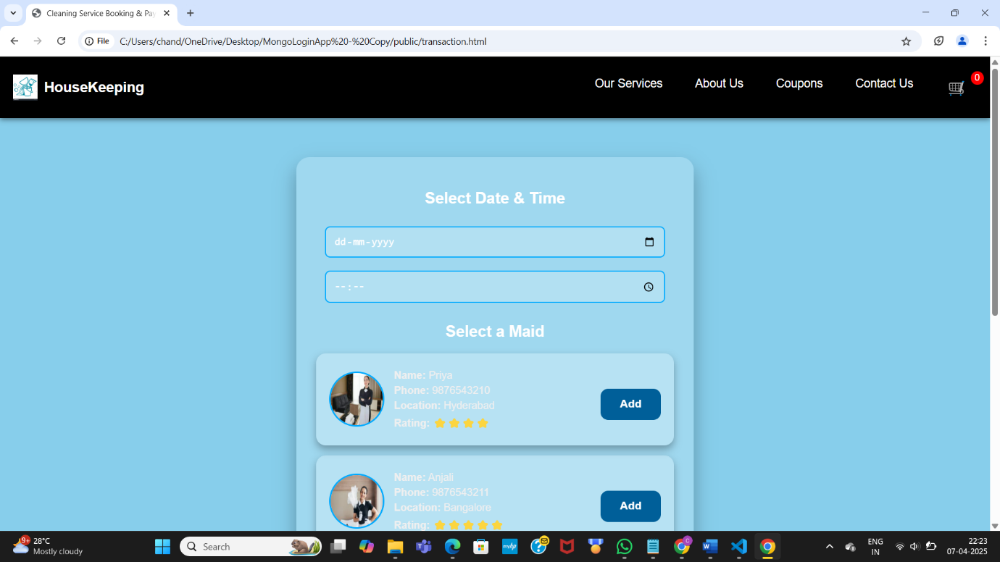 Cleaning Service Booking & Pay
File
C:/Users/chand/OneDrive/Desktop/MongoLoginApp%20-%20Copy/public/transaction.html
HouseKeeping
Our Services
About Us
Coupons
Contact Us
0
Select Date & Time
dd-mm-yyyy
--:--
Select a Maid
Name: Priya
Phone: 9876543210
Location: Hyderabad
Rating:
Add
Name: Anjali
Phone: 9876543211
Location: Bangalore
Rating:
Add
9+
28°C
Mostly cloudy
Search
myhp
C
ENG
IN
22:23
07-04-2025